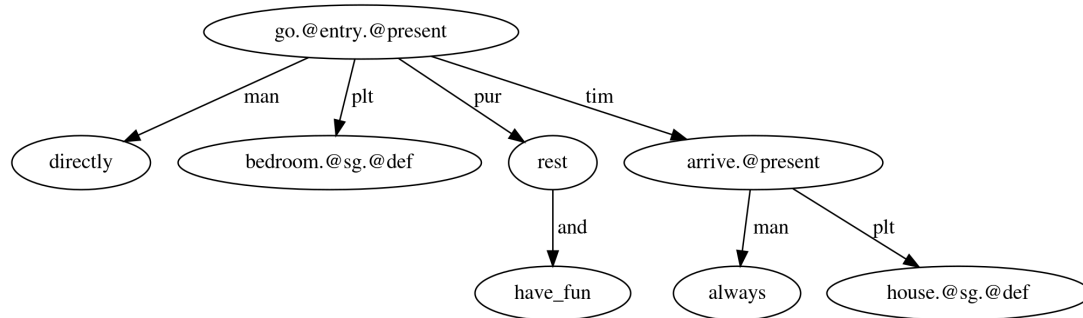 go.@entry.@present
man plt pur tim
directly bedroom.@sg.@def rest arrive.@present
and man plt
have_fun always house.@sg.@def